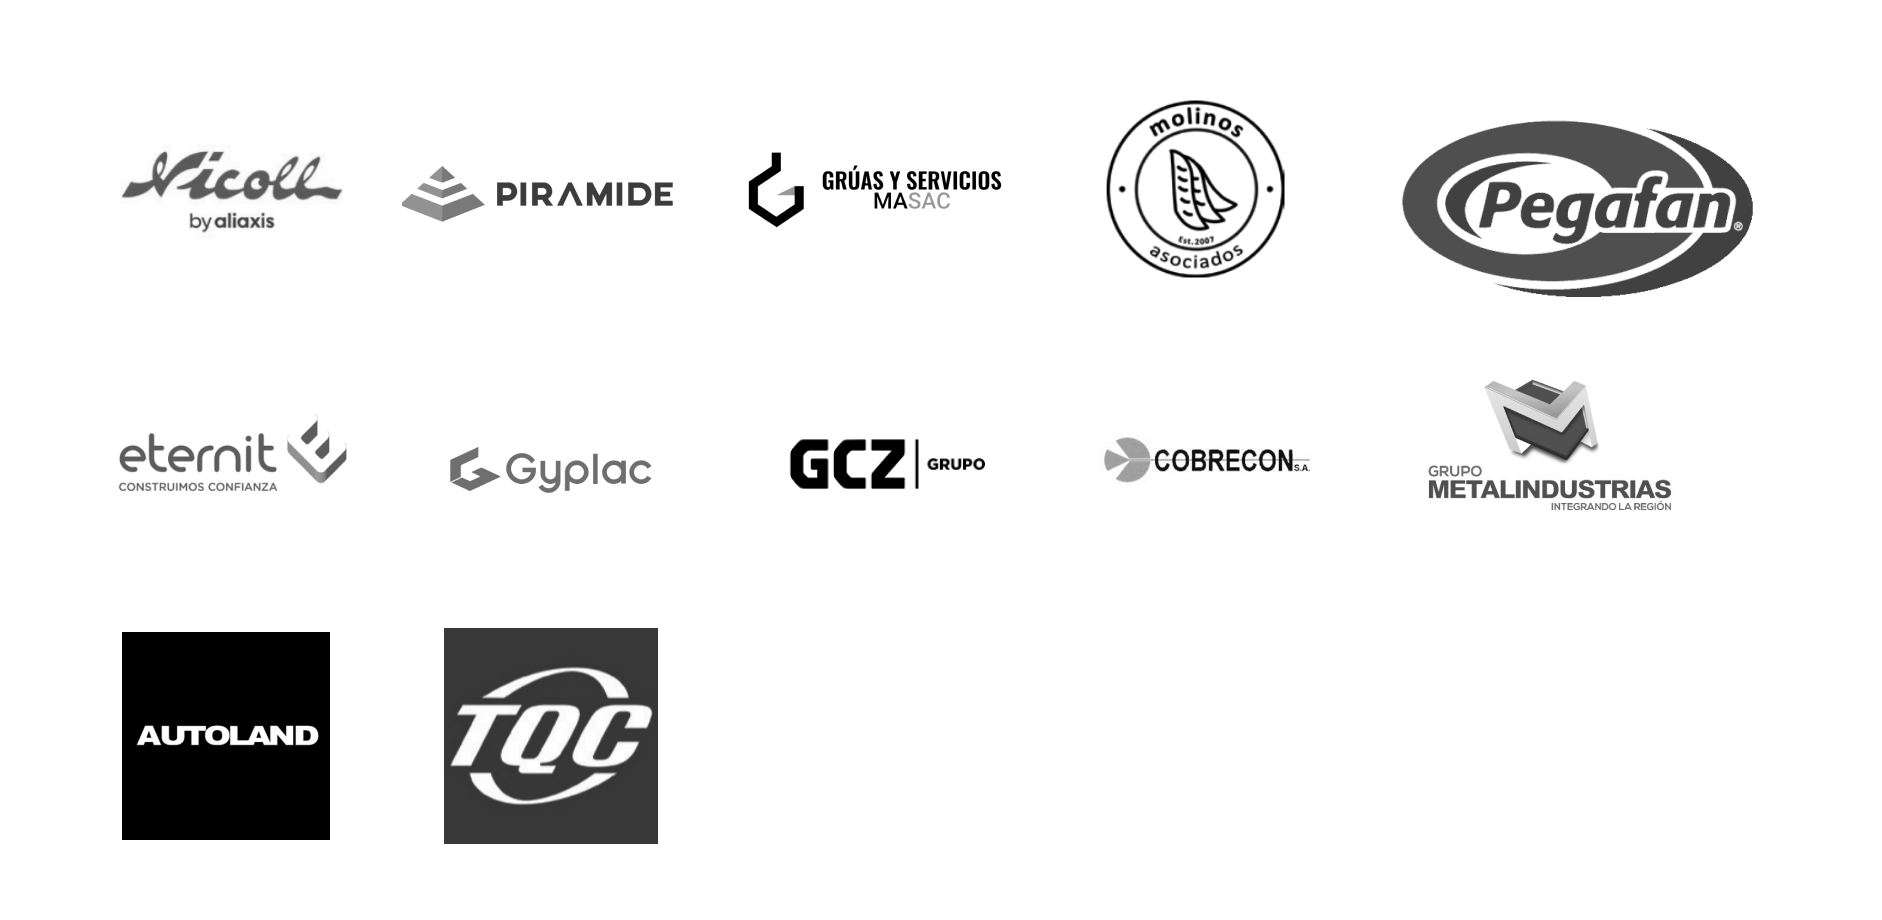 Nicoll
by aliaxis
PIRAMIDE
GRÚAS Y SERVICIOS
MASAC
molinos
Est. 2007
asociados
Pegafan®
eternit
CONSTRUIMOS CONFIANZA
Gyplac
GCZ GRUPO
COBRECON S.A.
GRUPO
METALINDUSTRIAS
INTEGRANDO LA REGIÓN
AUTOLAND
TQC